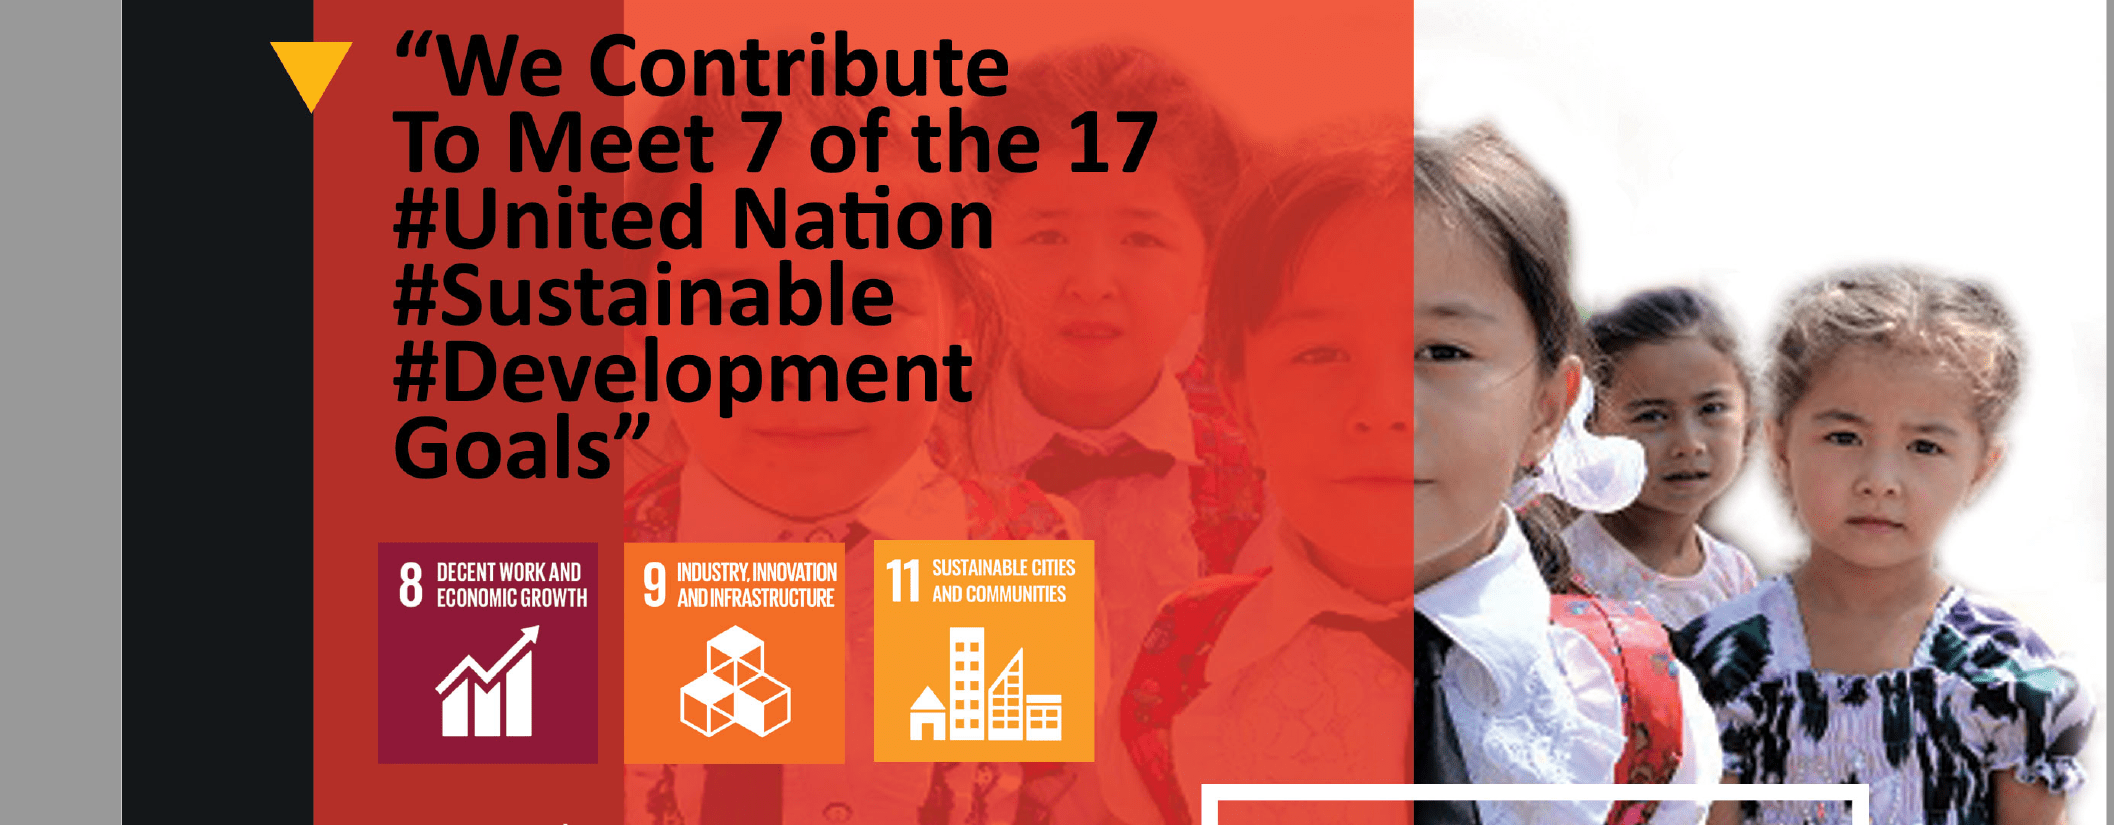 “We Contribute
To Meet 7 of the 17
#United Nation
#Sustainable
#Development
Goals”
8 DECENT WORK AND
ECONOMIC GROWTH
9 INDUSTRY, INNOVATION
AND INFRASTRUCTURE
11 SUSTAINABLE CITIES
AND COMMUNITIES